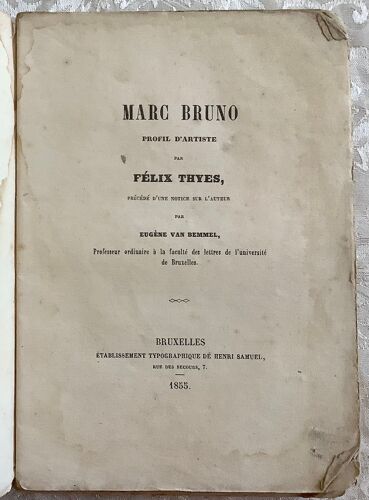 MARC BRUNO
PROFIL D'ARTISTE
PAR
FÉLIX THYES,
PRÉCÉDÉ D'UNE NOTICE SUR L'AUTEUR
PAR
EUGÈNE VAN BEMMEL,
Professeur ordinaire à la faculté des lettres de l'université
de Bruxelles.
BRUXELLES
ÉTABLISSEMENT TYPOGRAPHIQUE DE HENRI SAMUEL,
RUE DES SECOURS, 7.
1855.